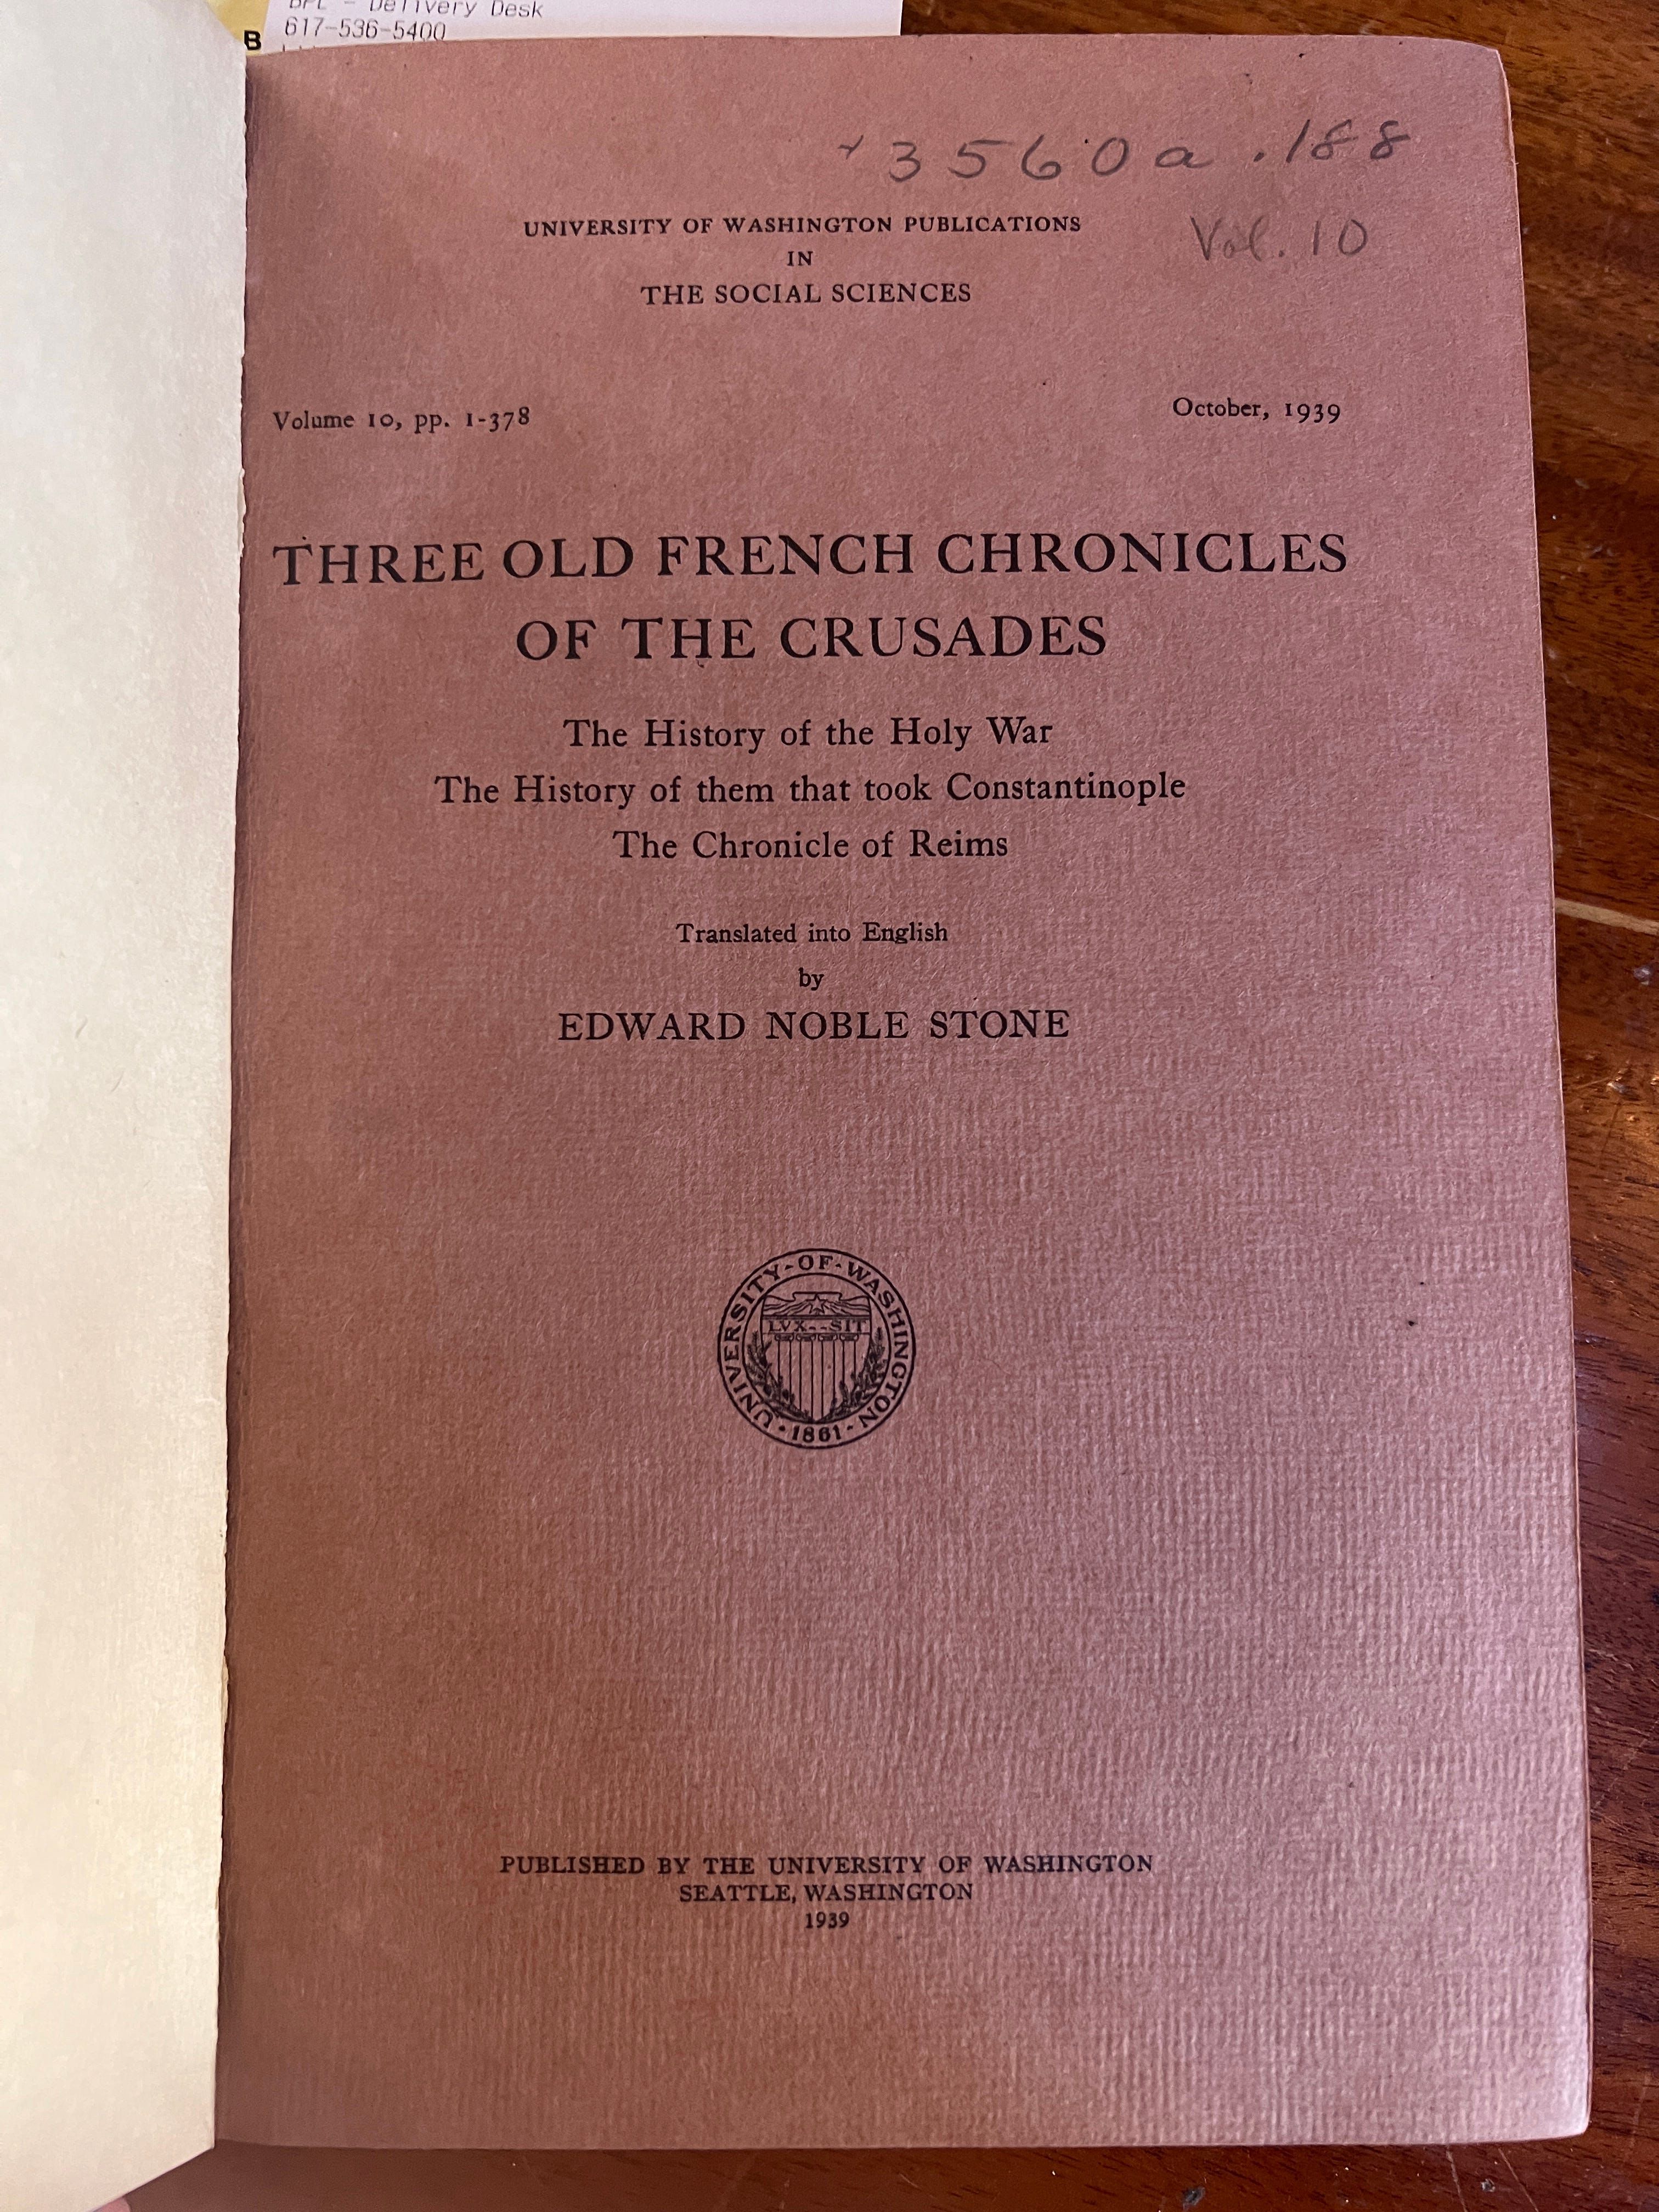 BPL - Delivery Desk
617-536-5400
B
3560a.188
Vol. 10
UNIVERSITY OF WASHINGTON PUBLICATIONS
IN
THE SOCIAL SCIENCES
Volume 10, pp. 1-378
October, 1939
THREE OLD FRENCH CHRONICLES
OF THE CRUSADES
The History of the Holy War
The History of them that took Constantinople
The Chronicle of Reims
Translated into English
by
EDWARD NOBLE STONE
UNIVERSITY-OF-WASHINGTON
LVX--SIT
1861
PUBLISHED BY THE UNIVERSITY OF WASHINGTON
SEATTLE, WASHINGTON
1939